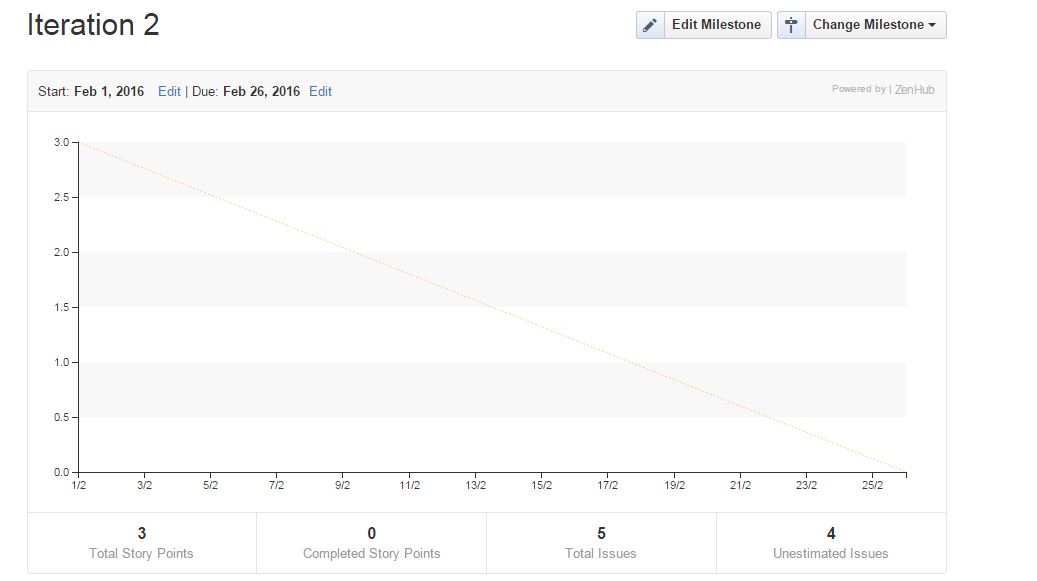 Iteration 2
Edit Milestone
Change Milestone
Start: Feb 1, 2016 Edit | Due: Feb 26, 2016 Edit
Powered by | ZenHub
3.0
2.5
2.0
1.5
1.0
0.5
0.0
1/2 3/2 5/2 7/2 9/2 11/2 13/2 15/2 17/2 19/2 21/2 23/2 25/2
3 0 5 4
Total Story Points Completed Story Points Total Issues Unestimated Issues